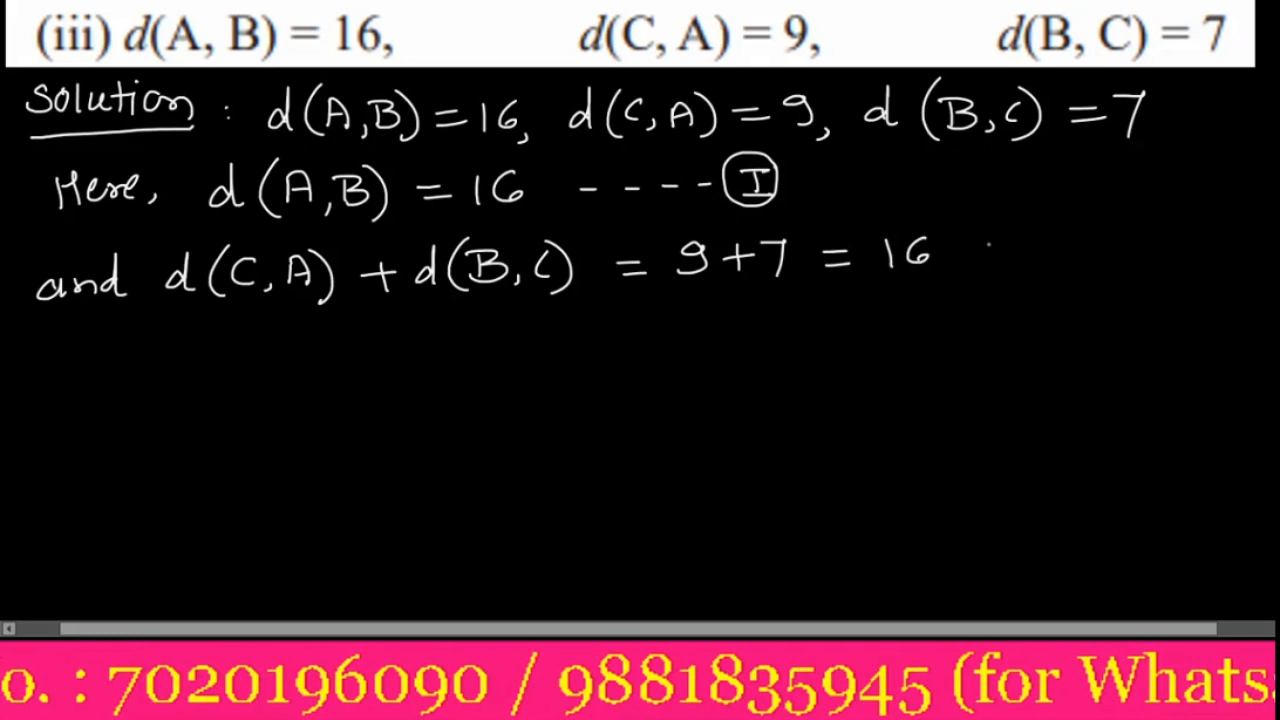 (iii) d(A, B) = 16, d(C, A) = 9, d(B, C) = 7
Solution : d(A,B) = 16, d(C,A) = 9, d(B,C) = 7
Here, d(A,B) = 16 ---- I
and d(C,A) + d(B,C) = 9+7 = 16
o. : 7020196090 / 9881835945 (for Whats